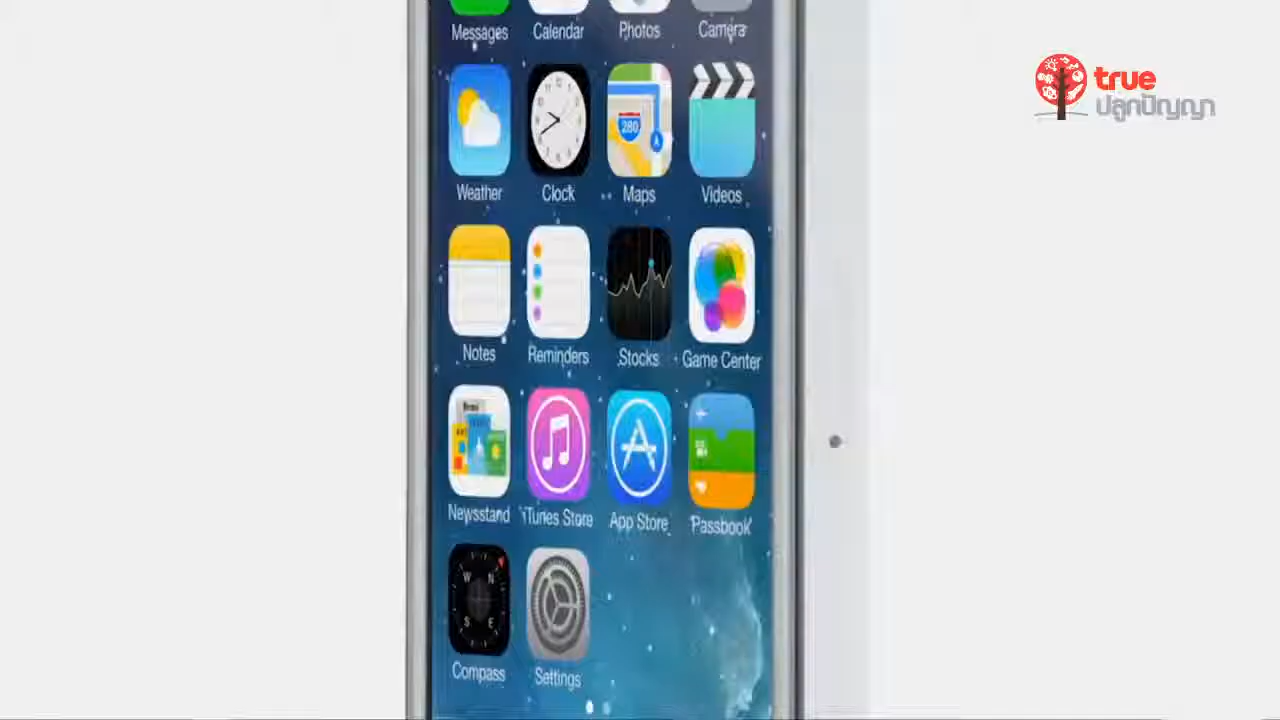 Messages Calendar Photos Camera
true
ปลูกปัญญา
280
Weather Clock Maps Videos
Notes Reminders Stocks Game Center
Newsstand iTunes Store App Store Passbook
W N
S E
Compass Settings